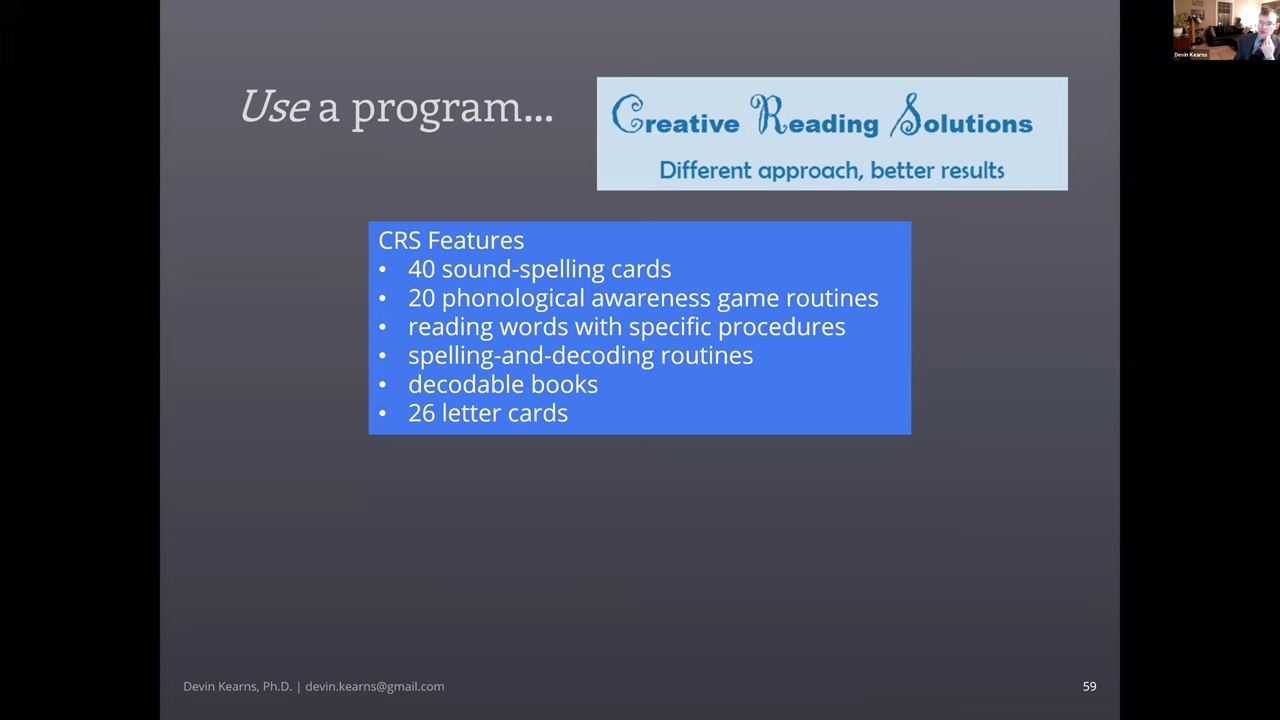 Use a program...
Creative Reading Solutions
Different approach, better results
CRS Features
• 40 sound-spelling cards
• 20 phonological awareness game routines
• reading words with specific procedures
• spelling-and-decoding routines
• decodable books
• 26 letter cards
Devin Kearns, Ph.D. | devin.kearns@gmail.com
59
Devin Kearns